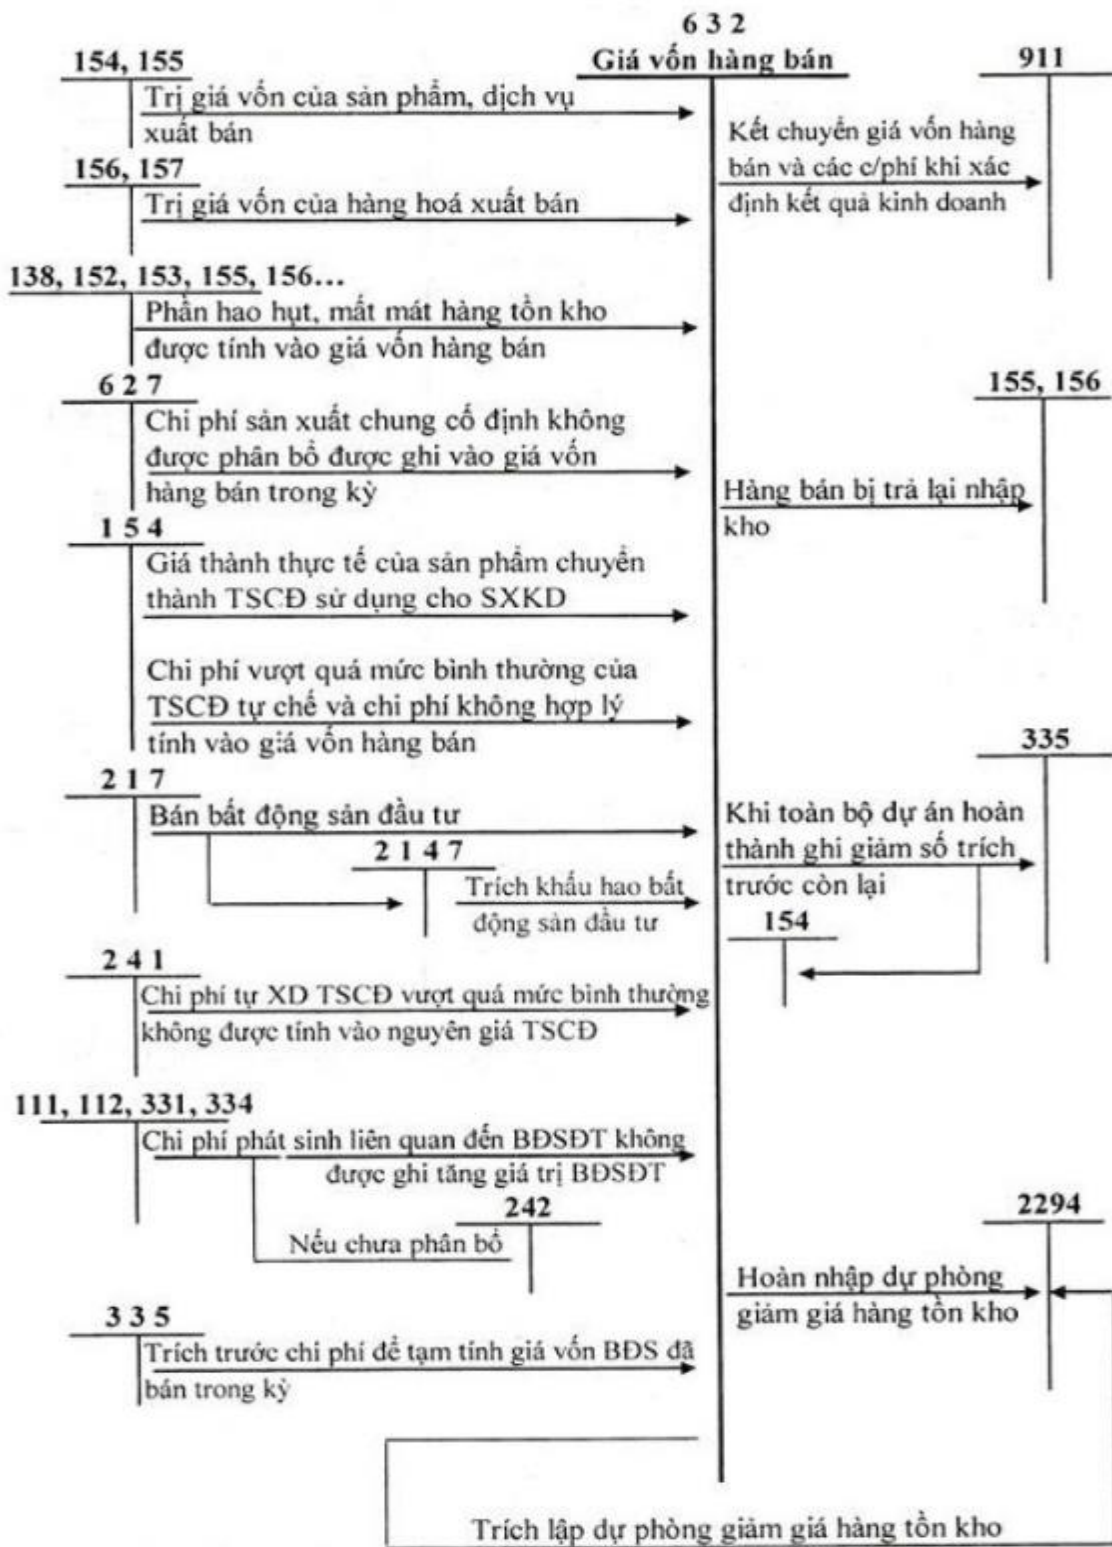 6 3 2
Giá vốn hàng bán
154, 155
Trị giá vốn của sản phẩm, dịch vụ
xuất bán
156, 157
Trị giá vốn của hàng hoá xuất bán
138, 152, 153, 155, 156...
Phần hao hụt, mất mát hàng tồn kho
được tính vào giá vốn hàng bán
6 2 7
Chi phí sản xuất chung cố định không
được phân bổ được ghi vào giá vốn
hàng bán trong kỳ
1 5 4
Giá thành thực tế của sản phẩm chuyển
thành TSCĐ sử dụng cho SXKD
Chi phí vượt quá mức bình thường của
TSCĐ tự chế và chi phí không hợp lý
tính vào giá vốn hàng bán
2 1 7
Bán bất động sản đầu tư
2 1 4 7
Trích khấu hao bất
động sản đầu tư
2 4 1
Chi phí tự XD TSCĐ vượt quá mức bình thường
không được tính vào nguyên giá TSCĐ
111, 112, 331, 334
Chi phí phát sinh liên quan đến BĐSĐT không
được ghi tăng giá trị BĐSĐT
242
Nếu chưa phân bổ
3 3 5
Trích trước chi phí để tạm tính giá vốn BĐS đã
bán trong kỳ
911
Kết chuyển giá vốn hàng
bán và các c/phí khi xác
định kết quả kinh doanh
155, 156
Hàng bán bị trả lại nhập
kho
335
Khi toàn bộ dự án hoàn
thành ghi giảm số trích
trước còn lại
154
2294
Hoàn nhập dự phòng
giảm giá hàng tồn kho
Trích lập dự phòng giảm giá hàng tồn kho